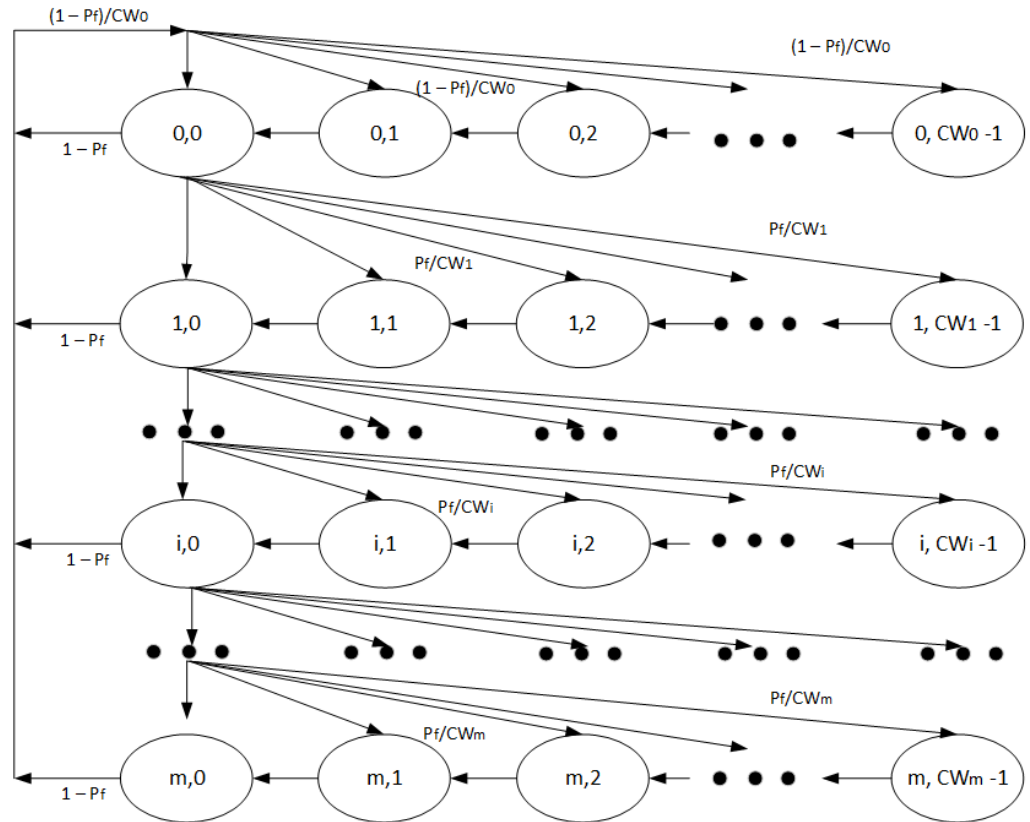 (1 – Pf)/CW0
(1 – Pf)/CW0
(1 – Pf)/CW0
0,0
0,1
0,2
0, CW0 -1
1 – Pf
Pf/CW1
Pf/CW1
1,0
1,1
1,2
1, CW1 -1
1 – Pf
Pf/CWi
Pf/CWi
i,0
i,1
i,2
i, CWi -1
1 – Pf
Pf/CWm
Pf/CWm
m,0
m,1
m,2
m, CWm -1
1 – Pf